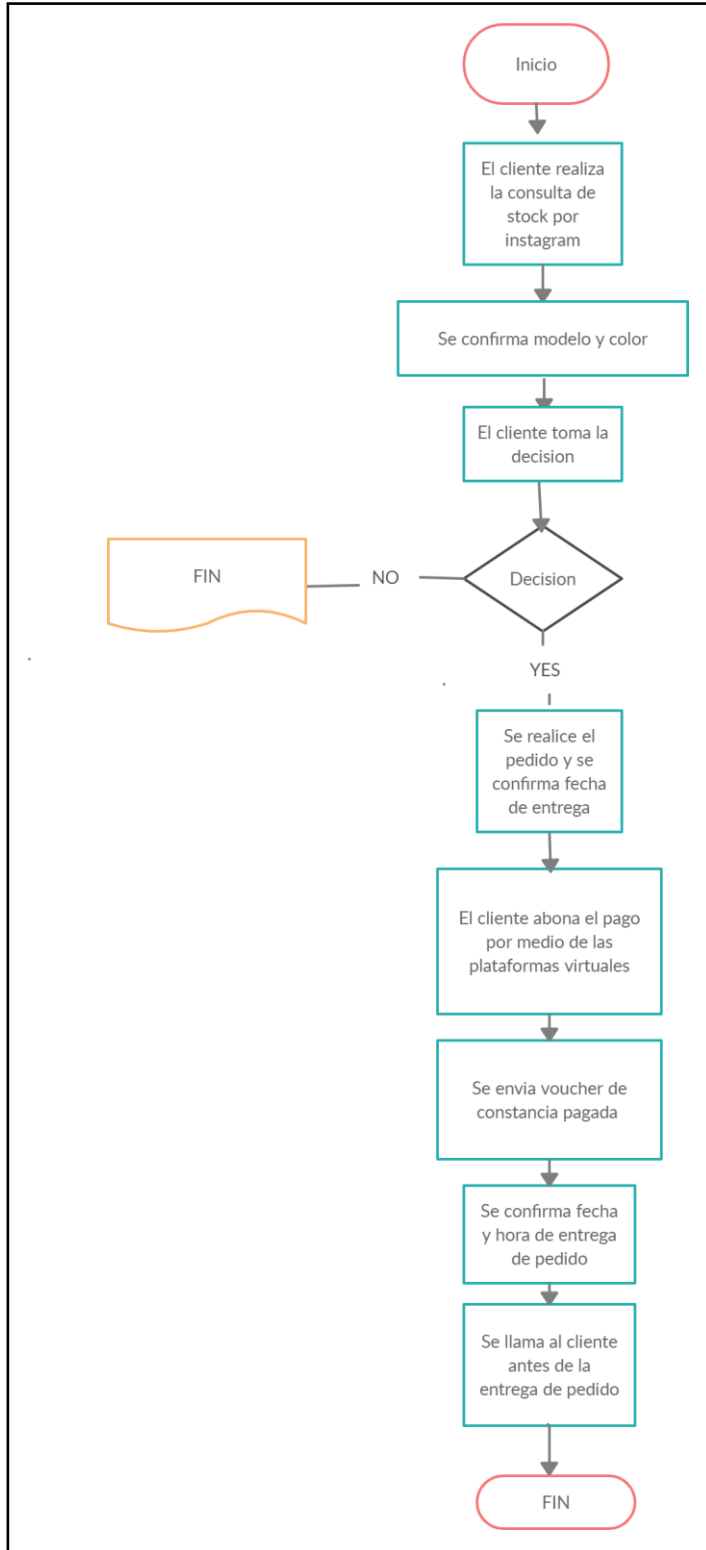 Inicio
El cliente realiza
la consulta de
stock por
instagram
Se confirma modelo y color
El cliente toma la
decision
Decision
NO
FIN
YES
Se realice el
pedido y se
confirma fecha
de entrega
El cliente abona el pago
por medio de las
plataformas virtuales
Se envia voucher de
constancia pagada
Se confirma fecha
y hora de entrega
de pedido
Se llama al cliente
antes de la
entrega de pedido
FIN